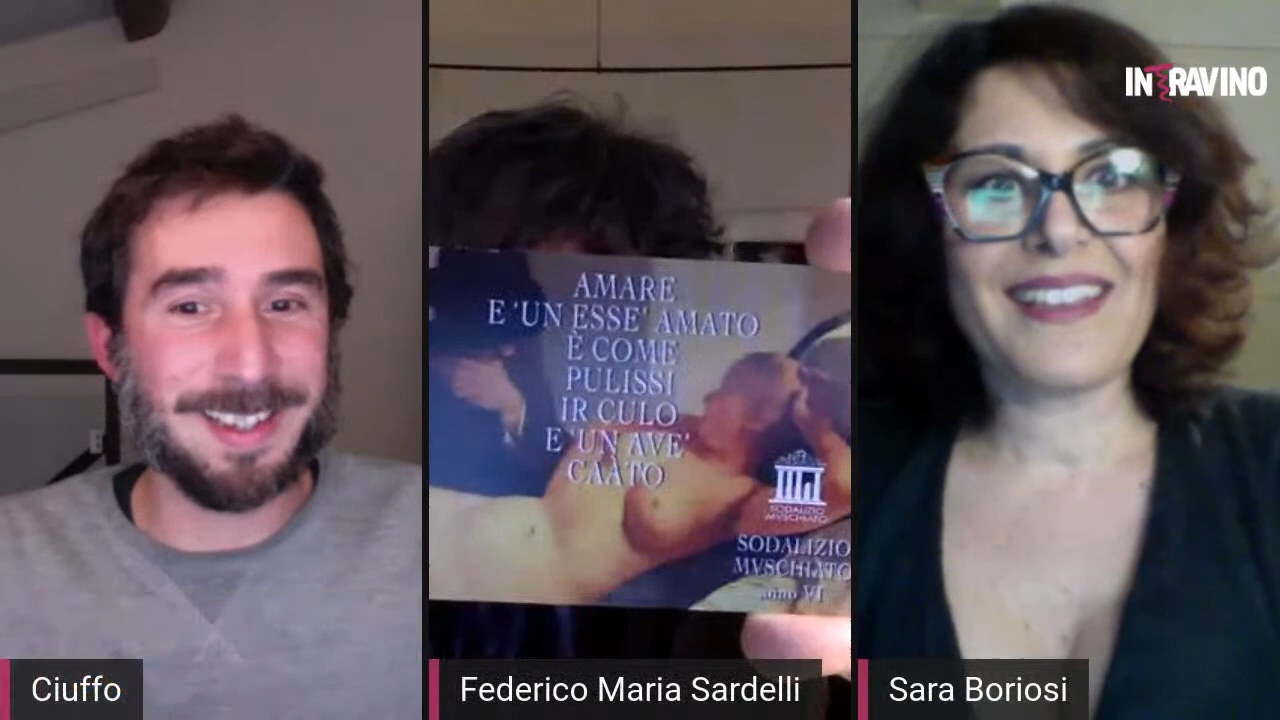 INTRAVINO
AMARE
E 'UN ESSE' AMATO
È COME
PULISSI
IR CULO
E 'UN AVE'
CAÀTO
SODALIZIO
MVSCHIATO
SODALIZIO
MVSCHIATO
anno VI
Ciuffo
Federico Maria Sardelli
Sara Boriosi